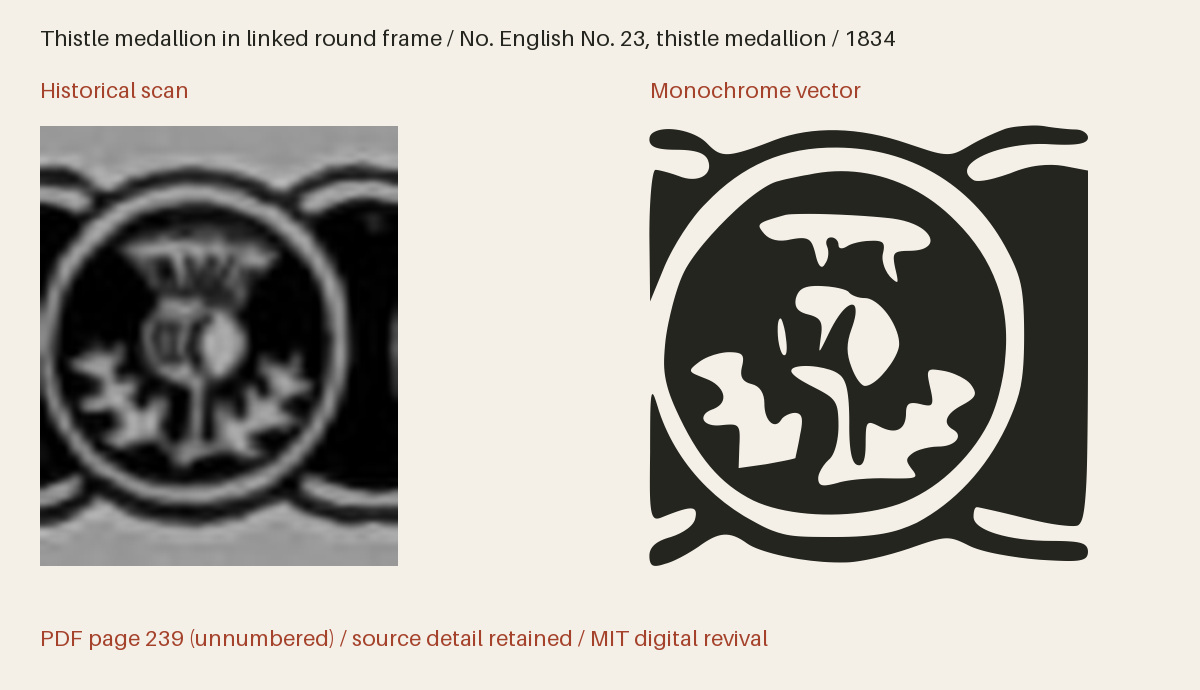 Thistle medallion in linked round frame / No. English No. 23, thistle medallion / 1834
Historical scan
Monochrome vector
PDF page 239 (unnumbered) / source detail retained / MIT digital revival